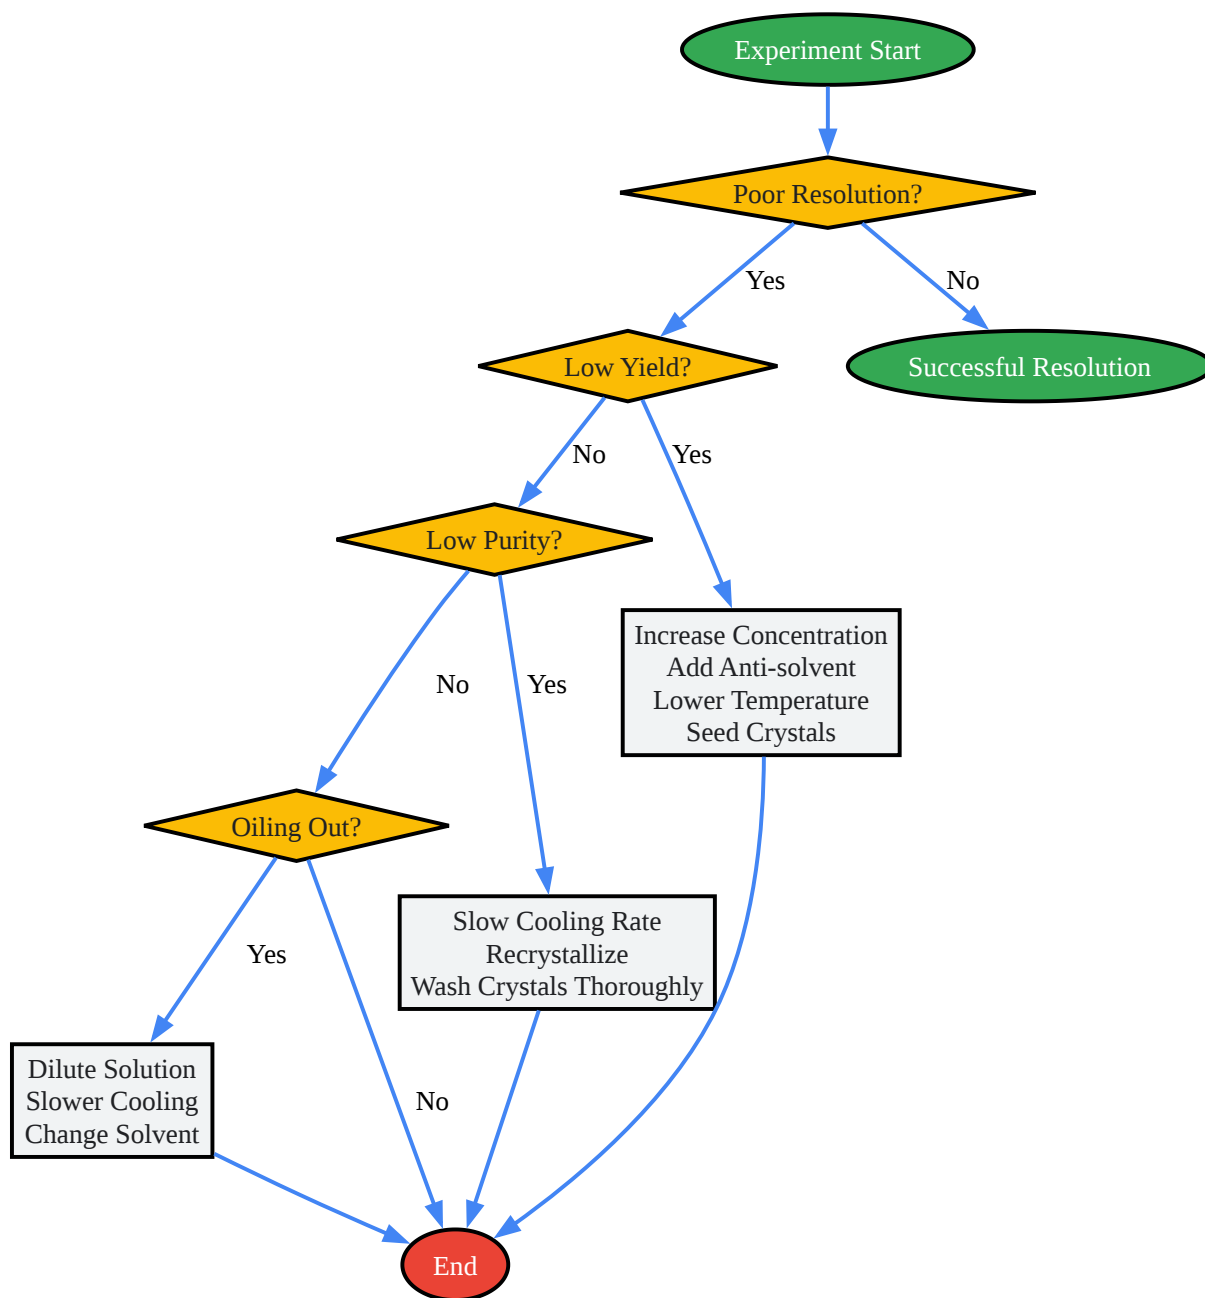 Experiment Start
Poor Resolution?
Yes
No
Low Yield?
Successful Resolution
No
Yes
Low Purity?
Increase Concentration
Add Anti-solvent
Lower Temperature
Seed Crystals
No
Yes
Oiling Out?
Slow Cooling Rate
Recrystallize
Wash Crystals Thoroughly
Yes
Dilute Solution
Slower Cooling
Change Solvent
No
End